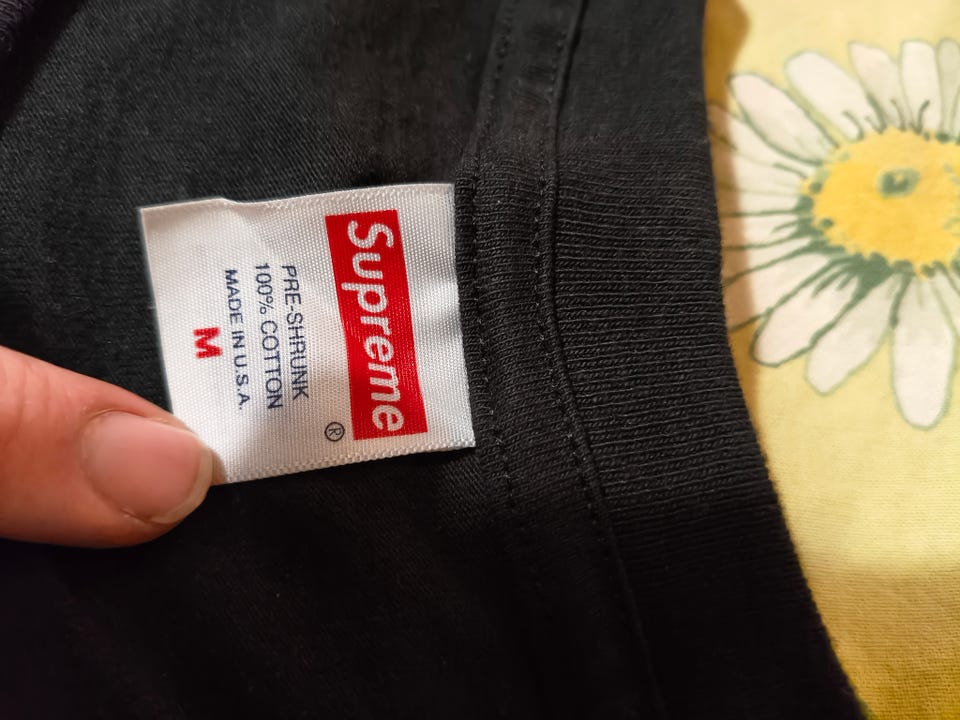 Supreme
®
PRE-SHRUNK
100% COTTON
MADE IN U.S.A.
M